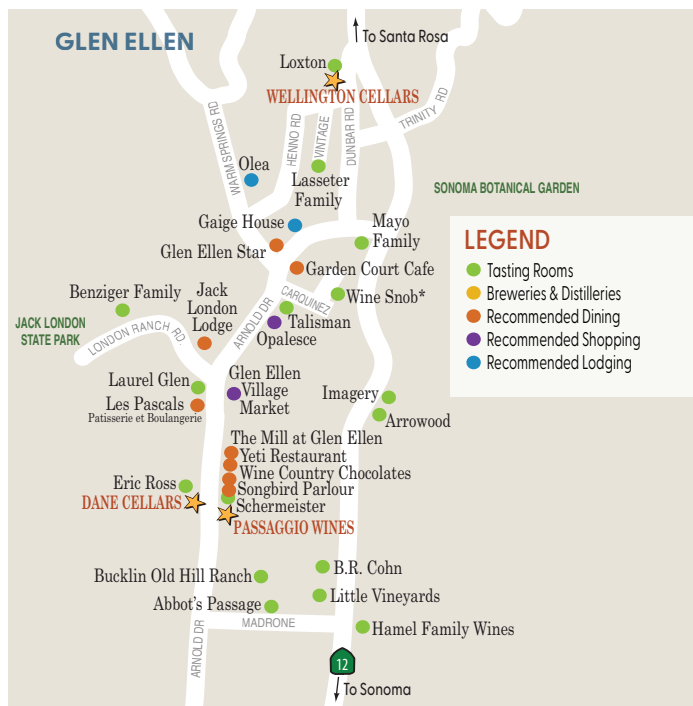 GLEN ELLEN
To Santa Rosa
Loxton
WELLINGTON CELLARS
TRINITY RD
WARM SPRINGS RD
HENNO RD
VINTAGE
DUNBAR RD
Olea
Lasseter
Family
SONOMA BOTANICAL GARDEN
Gaige House
Mayo
Family
Glen Ellen Star
Garden Court Cafe
LEGEND
Tasting Rooms
Breweries & Distilleries
Recommended Dining
Recommended Shopping
Recommended Lodging
Benziger Family
Jack
London
Lodge
CARQUINEZ
Wine Snob*
ARNOLD DR
Talisman
Opalesce
JACK LONDON
STATE PARK
LONDON RANCH RD.
Laurel Glen
Glen Ellen
Village
Market
Les Pascals
Patisserie et Boulangerie
Imagery
Arrowood
The Mill at Glen Ellen
Yeti Restaurant
Wine Country Chocolates
Songbird Parlour
Schermeister
Eric Ross
DANE CELLARS
PASSAGGIO WINES
Bucklin Old Hill Ranch
B.R. Cohn
Little Vineyards
Abbot's Passage
MADRONE
Hamel Family Wines
ARNOLD DR
12
To Sonoma